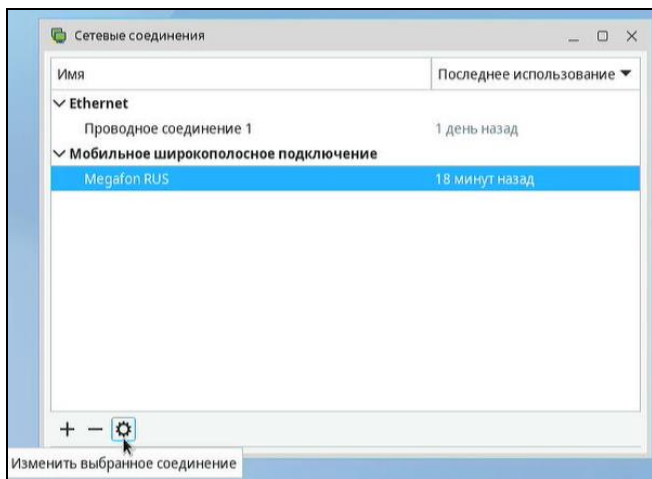 Сетевые соединения
Имя Последнее использование
Ethernet
Проводное соединение 1 1 день назад
Мобильное широкополосное подключение
Megafon RUS 18 минут назад
Изменить выбранное соединение